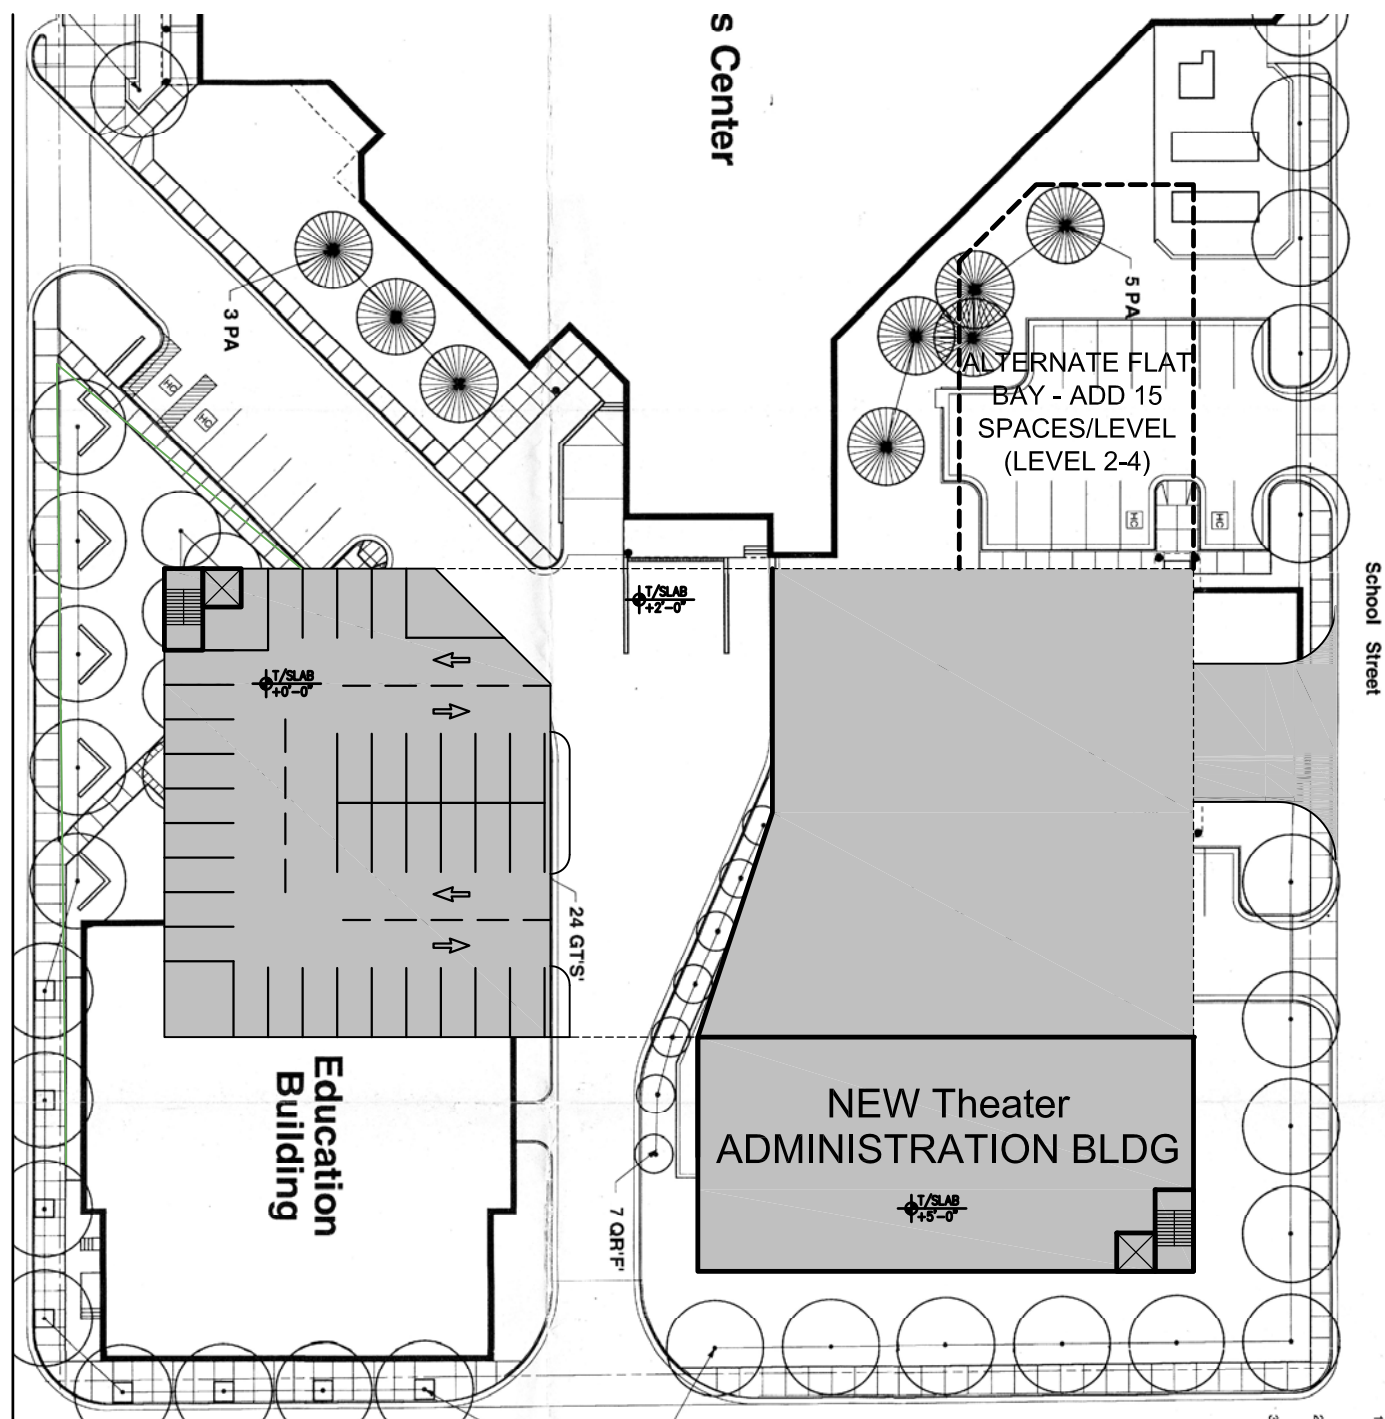 s Center
3 PA
5 PA
ALTERNATE FLAT
BAY - ADD 15
SPACES/LEVEL
(LEVEL 2-4)
HC
HC
HC
HC
School Street
T/SLAB
+2'-0"
T/SLAB
+0'-0"
24 GT'S'
Education
Building
NEW Theater
ADMINISTRATION BLDG
T/SLAB
+5'-0"
7 QR'F'
3
2